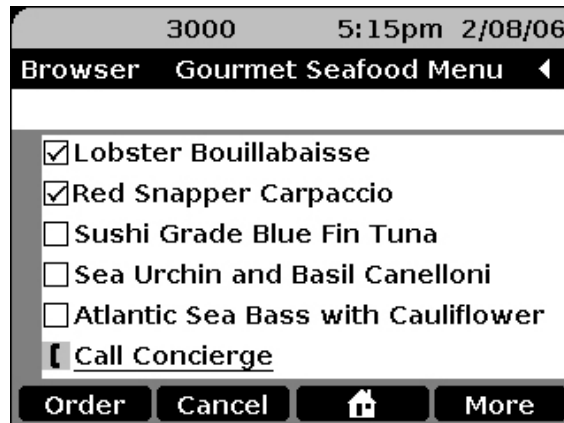 3000 5:15pm 2/08/06
Browser Gourmet Seafood Menu
Lobster Bouillabaisse
Red Snapper Carpaccio
Sushi Grade Blue Fin Tuna
Sea Urchin and Basil Canelloni
Atlantic Sea Bass with Cauliflower
Call Concierge
Order Cancel More